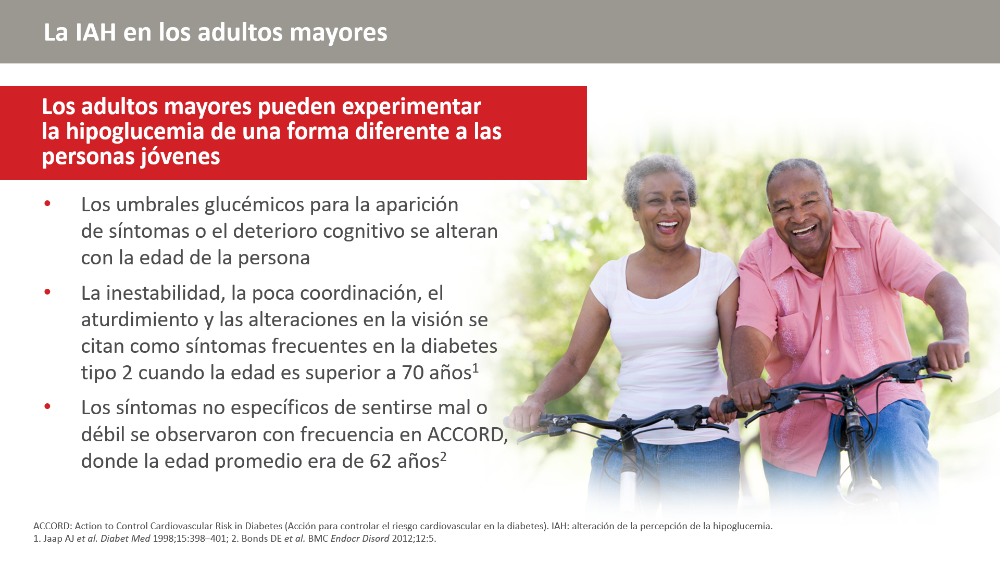 La IAH en los adultos mayores
Los adultos mayores pueden experimentar
la hipoglucemia de una forma diferente a las
personas jóvenes
• Los umbrales glucémicos para la aparición
de síntomas o el deterioro cognitivo se alteran
con la edad de la persona
• La inestabilidad, la poca coordinación, el
aturdimiento y las alteraciones en la visión se
citan como síntomas frecuentes en la diabetes
tipo 2 cuando la edad es superior a 70 años¹
• Los síntomas no específicos de sentirse mal o
débil se observaron con frecuencia en ACCORD,
donde la edad promedio era de 62 años²
ACCORD: Action to Control Cardiovascular Risk in Diabetes (Acción para controlar el riesgo cardiovascular en la diabetes). IAH: alteración de la percepción de la hipoglucemia.
1. Jaap AJ et al. Diabet Med 1998;15:398–401; 2. Bonds DE et al. BMC Endocr Disord 2012;12:5.